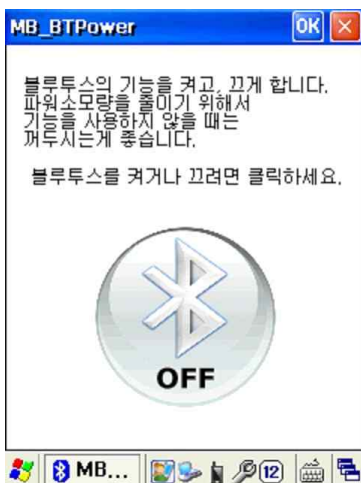 MB_BTPower OK
블루투스의 기능을 켜고, 끄게 합니다.
파워소모량을 줄이기 위해서
기능을 사용하지 않을 때는
꺼두시는게 좋습니다.
블루투스를 켜거나 끄려면 클릭하세요.
OFF
MB... 12